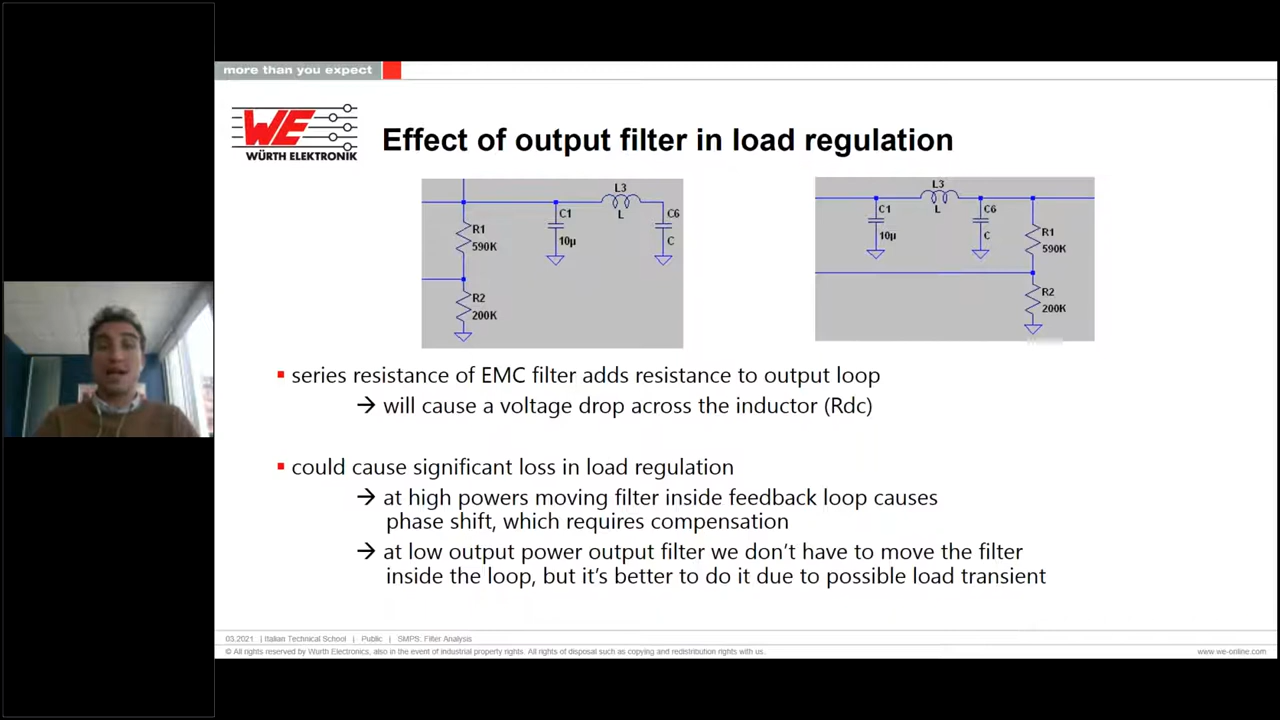 more than you expect
WE
WÜRTH ELEKTRONIK
Effect of output filter in load regulation
L3
L
C1
10µ
C6
C
R1
590K
R2
200K
L3
L
C1
10µ
C6
C
R1
590K
R2
200K
▪ series resistance of EMC filter adds resistance to output loop
→ will cause a voltage drop across the inductor (Rdc)
▪ could cause significant loss in load regulation
→ at high powers moving filter inside feedback loop causes
phase shift, which requires compensation
→ at low output power output filter we don’t have to move the filter
inside the loop, but it’s better to do it due to possible load transient
03.2021 | Italian Technical School | Public | SMPS: Filter Analysis
© All rights reserved by Wurth Electronics, also in the event of industrial property rights. All rights of disposal such as copying and redistribution rights with us.
www.we-online.com